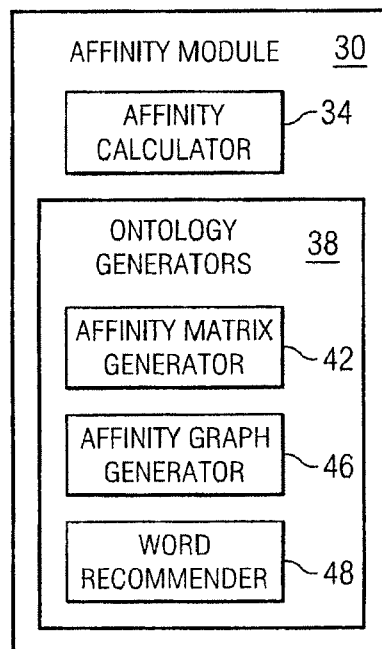 AFFINITY MODULE 30
AFFINITY CALCULATOR 34
ONTOLOGY GENERATORS 38
AFFINITY MATRIX GENERATOR 42
AFFINITY GRAPH GENERATOR 46
WORD RECOMMENDER 48